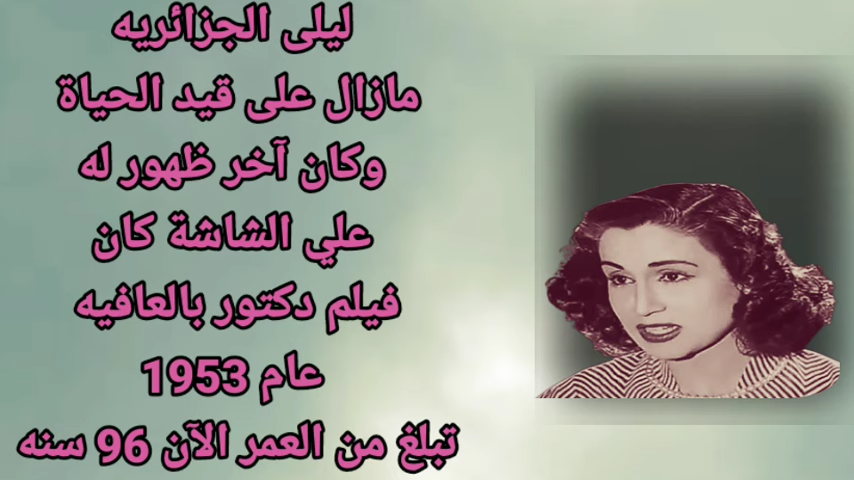 ليلى الجزائريه
مازال على قيد الحياة
وكان آخر ظهور له
علي الشاشة كان
فيلم دكتور بالعافيه
عام 1953
تبلغ من العمر الآن 96 سنه